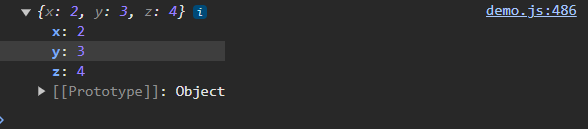 ▼ {x: 2, y: 3, z: 4} i demo.js:486
x: 2
y: 3
z: 4
▶ [[Prototype]]: Object
>